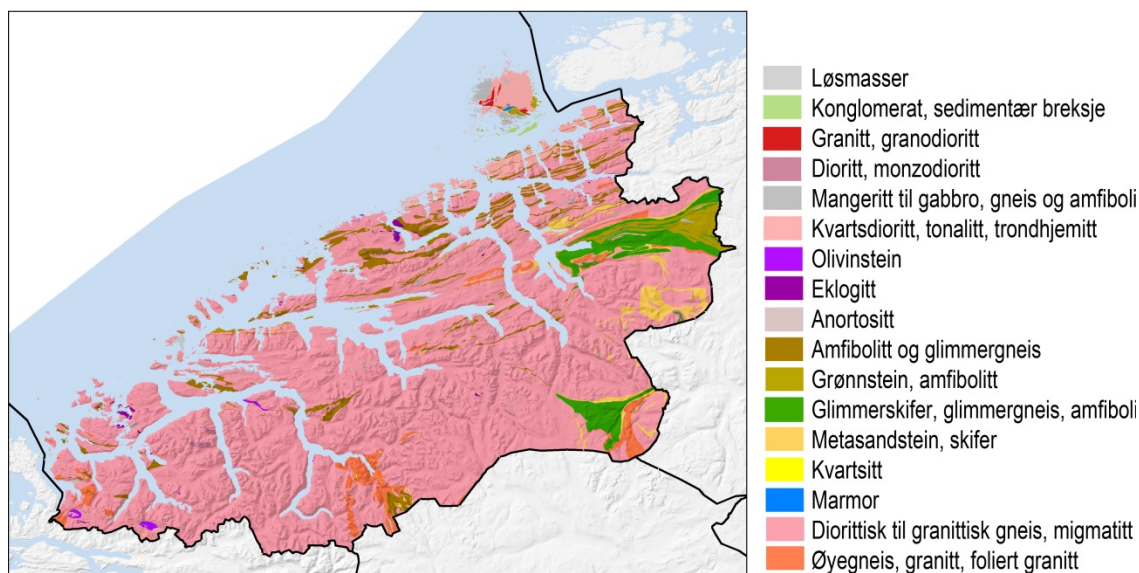 Løsmasser
Konglomerat, sedimentær breksje
Granitt, granodioritt
Dioritt, monzodioritt
Mangeritt til gabbro, gneis og amfiboli
Kvartsdioritt, tonalitt, trondhjemitt
Olivinstein
Eklogitt
Anortositt
Amfibolitt og glimmergneis
Grønnstein, amfibolitt
Glimmerskifer, glimmergneis, amfiboli
Metasandstein, skifer
Kvartsitt
Marmor
Diorittisk til granittisk gneis, migmatitt
Øyegneis, granitt, foliert granitt